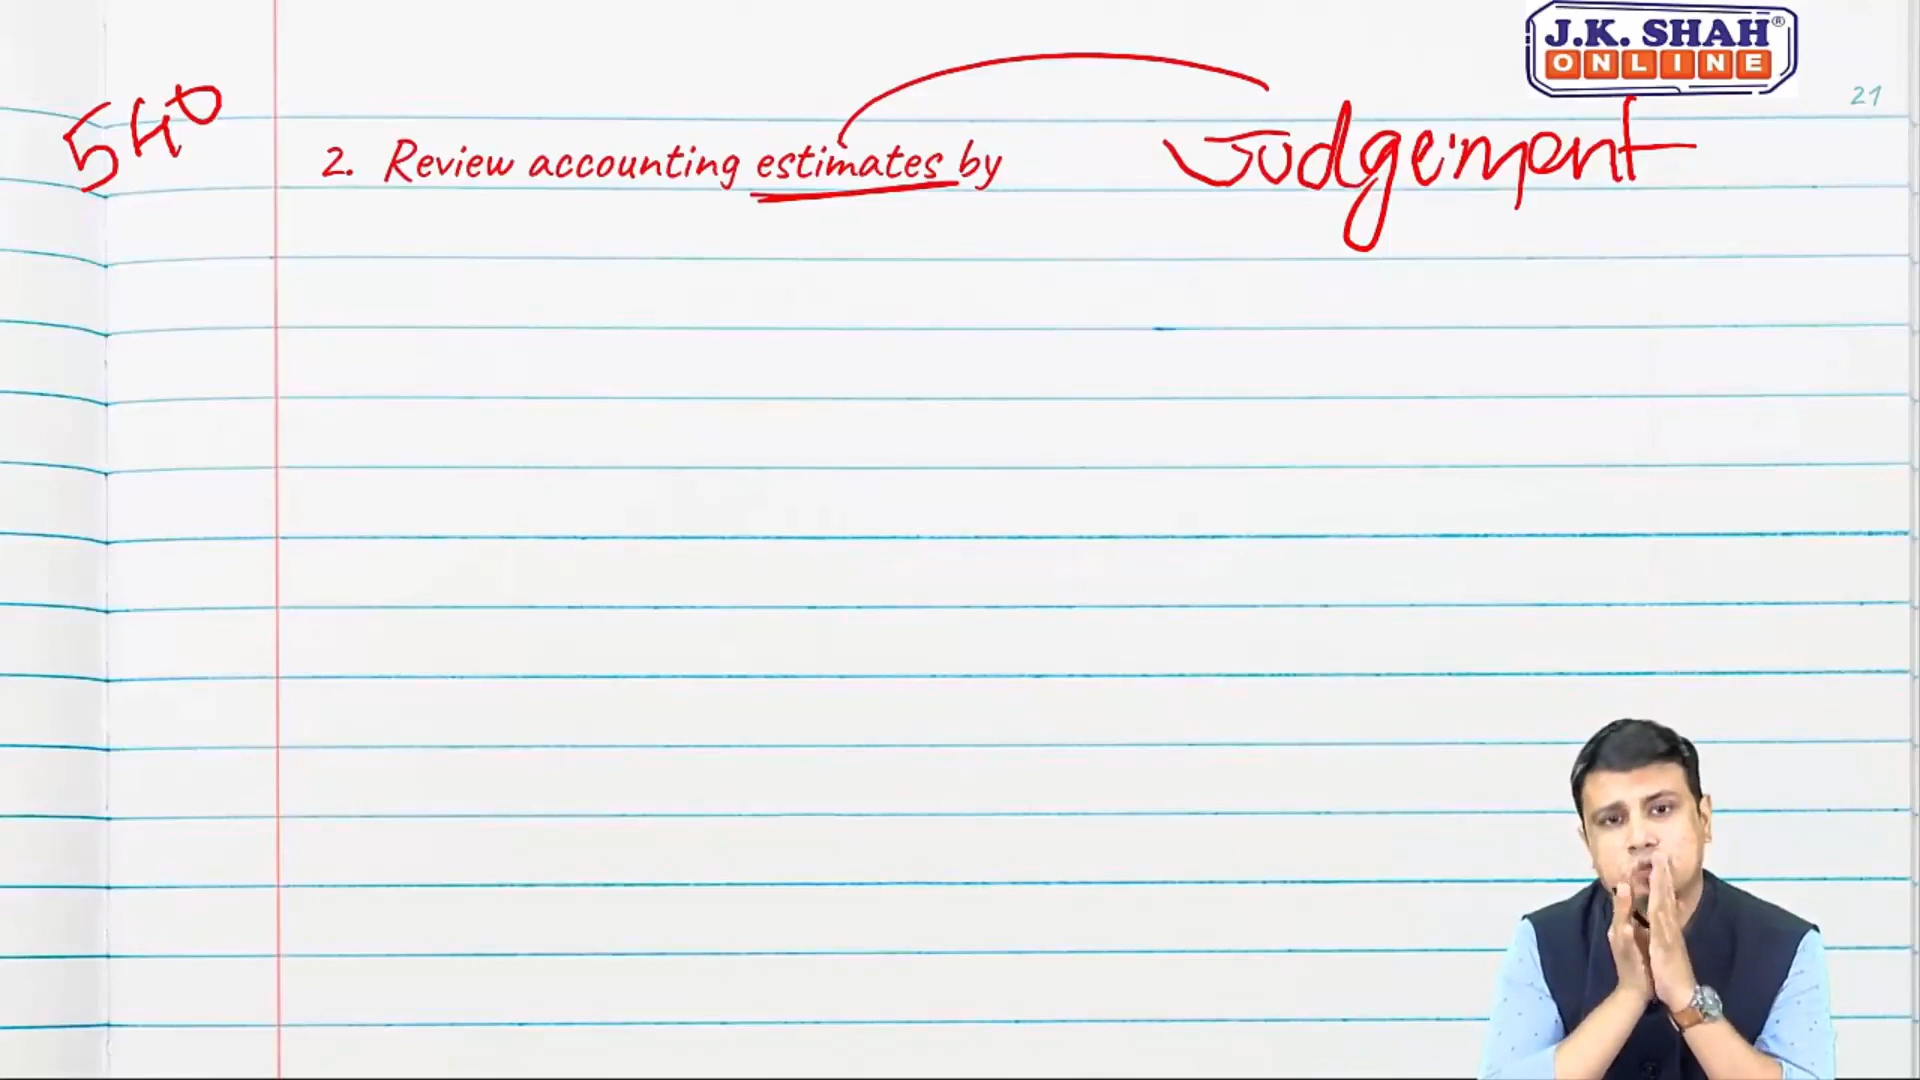 J.K. SHAH®
ONLINE
21
540
2. Review accounting estimates by
Judgement